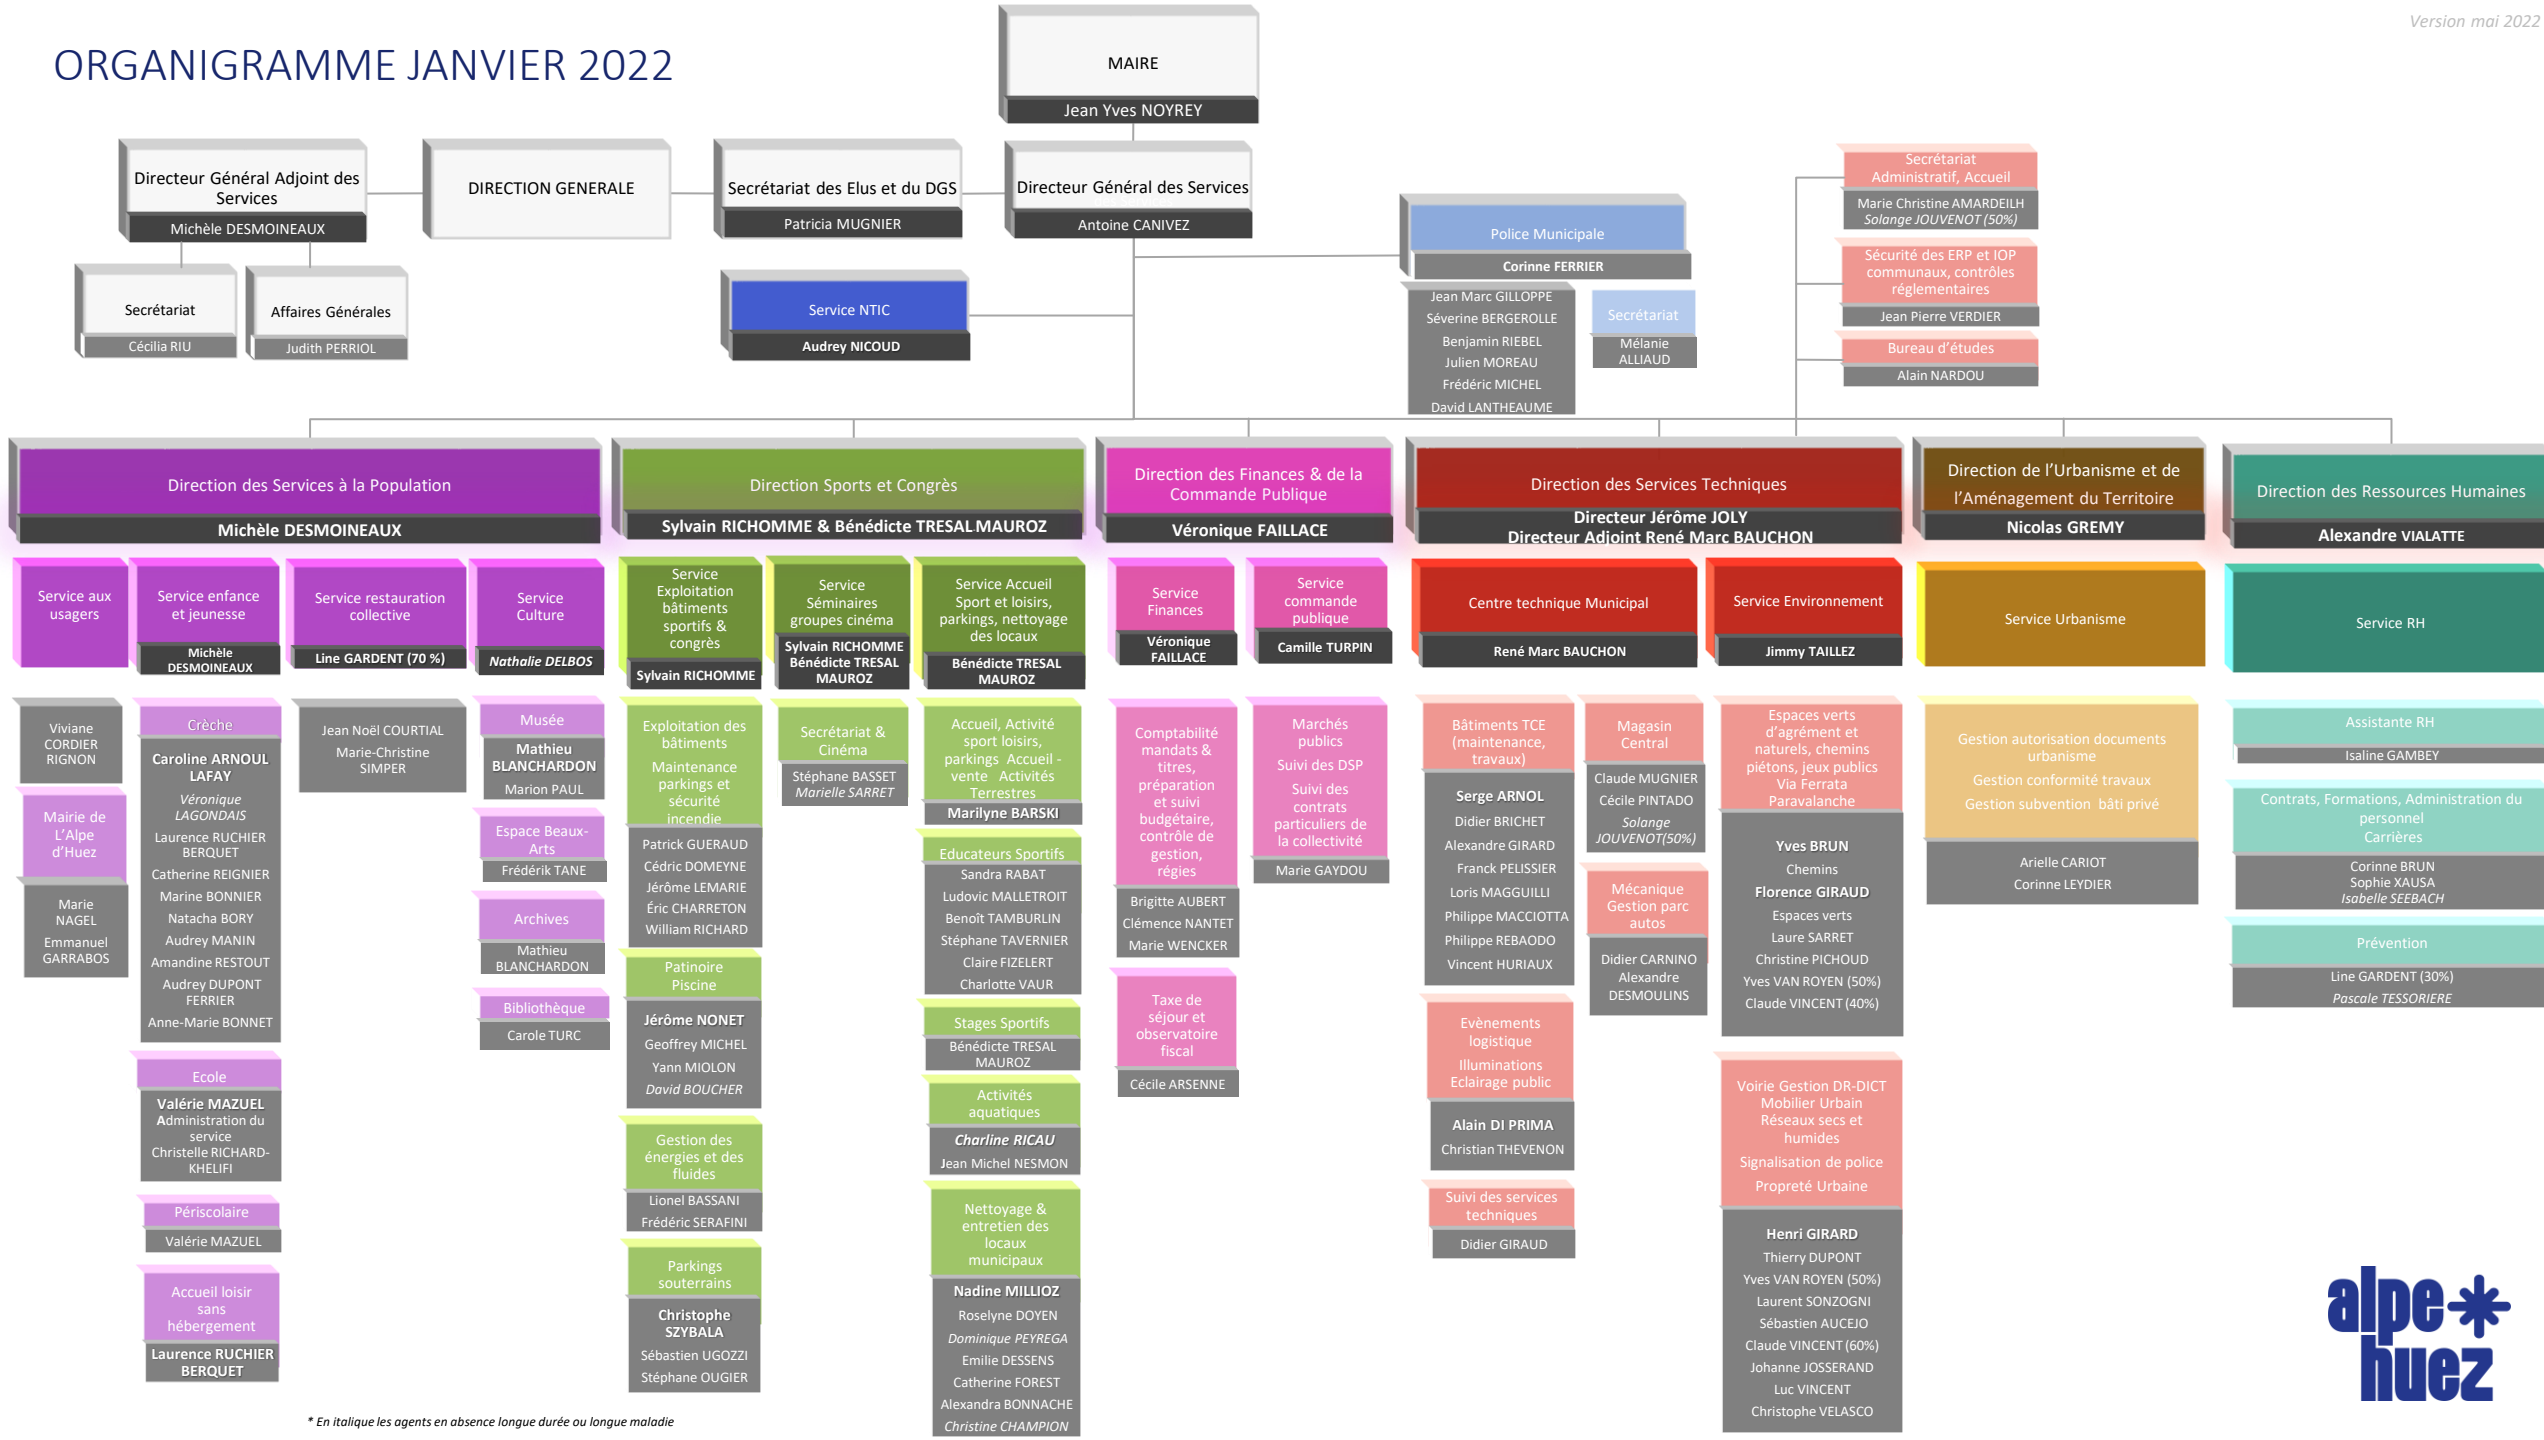 Version mai 2022
ORGANIGRAMME JANVIER 2022
MAIRE
Jean Yves NOYREY
Directeur Général Adjoint des
Services
Michèle DESMOINEAUX
DIRECTION GENERALE
Secrétariat des Elus et du DGS
Patricia MUGNIER
Directeur Général des Services
Antoine CANIVEZ
Secrétariat
Cécilia RIU
Affaires Générales
Judith PERRIOL
Service NTIC
Audrey NICOUD
Police Municipale
Corinne FERRIER
Jean Marc GILLOPPE
Séverine BERGEROLLE
Benjamin RIEBEL
Julien MOREAU
Frédéric MICHEL
David LANTHEAUME
Secrétariat
Mélanie
ALLIAUD
Secrétariat
Administratif, Accueil
Marie Christine AMARDEILH
Solange JOUVENOT (50%)
Sécurité des ERP et IOP
communaux, contrôles
réglementaires
Jean Pierre VERDIER
Bureau d’études
Alain NARDOU
Direction des Services à la Population
Michèle DESMOINEAUX
Service aux
usagers
Viviane
CORDIER
RIGNON
Mairie de
L’Alpe
d’Huez
Marie
NAGEL
Emmanuel
GARRABOS
Service enfance
et jeunesse
Michèle
DESMOINEAUX
Crèche
Caroline ARNOUL
LAFAY
Véronique
LAGONDAIS
Laurence RUCHIER
BERQUET
Catherine REIGNIER
Marine BONNIER
Natacha BORY
Audrey MANIN
Amandine RESTOUT
Audrey DUPONT
FERRIER
Anne-Marie BONNET
Ecole
Valérie MAZUEL
Administration du
service
Christelle RICHARD-
KHELIFI
Périscolaire
Valérie MAZUEL
Accueil loisir
sans
hébergement
Laurence RUCHIER
BERQUET
Service restauration
collective
Line GARDENT (70 %)
Jean Noël COURTIAL
Marie-Christine
SIMPER
Service
Culture
Nathalie DELBOS
Musée
Mathieu
BLANCHARDON
Marion PAUL
Espace Beaux-
Arts
Frédérik TANE
Archives
Mathieu
BLANCHARDON
Bibliothèque
Carole TURC
Direction Sports et Congrès
Sylvain RICHOMME & Bénédicte TRESAL MAUROZ
Service
Exploitation
bâtiments
sportifs &
congrès
Sylvain RICHOMME
Exploitation des
bâtiments
Maintenance
parkings et
sécurité
incendie
Patrick GUERAUD
Cédric DOMEYNE
Jérôme LEMARIE
Éric CHARRETON
William RICHARD
Patinoire
Piscine
Jérôme NONET
Geoffrey MICHEL
Yann MIOLON
David BOUCHER
Gestion des
énergies et des
fluides
Lionel BASSANI
Frédéric SERAFINI
Parkings
souterrains
Christophe
SZYBALA
Sébastien UGOZZI
Stéphane OUGIER
Service
Séminaires
groupes cinéma
Sylvain RICHOMME
Bénédicte TRESAL
MAUROZ
Secrétariat &
Cinéma
Stéphane BASSET
Marielle SARRET
Service Accueil
Sport et loisirs,
parkings, nettoyage
des locaux
Bénédicte TRESAL
MAUROZ
Accueil, Activité
sport loisirs,
parkings Accueil -
vente Activités
Terrestres
Marilyne BARSKI
Educateurs Sportifs
Sandra RABAT
Ludovic MALLETROIT
Benoît TAMBURLIN
Stéphane TAVERNIER
Claire FIZELERT
Charlotte VAUR
Stages Sportifs
Bénédicte TRESAL
MAUROZ
Activités
aquatiques
Charline RICAU
Jean Michel NESMON
Nettoyage &
entretien des
locaux
municipaux
Nadine MILLIOZ
Roselyne DOYEN
Dominique PEYREGA
Emilie DESSENS
Catherine FOREST
Alexandra BONNACHE
Christine CHAMPION
Direction des Finances & de la
Commande Publique
Véronique FAILLACE
Service
Finances
Véronique
FAILLACE
Comptabilité
mandats &
titres,
préparation
et suivi
budgétaire,
contrôle de
gestion,
régies
Brigitte AUBERT
Clémence NANTET
Marie WENCKER
Taxe de
séjour et
observatoire
fiscal
Cécile ARSENNE
Service
commande
publique
Camille TURPIN
Marchés
publics
Suivi des DSP
Suivi des
contrats
particuliers de
la collectivité
Marie GAYDOU
Direction des Services Techniques
Directeur Jérôme JOLY
Directeur Adjoint René Marc BAUCHON
Centre technique Municipal
René Marc BAUCHON
Bâtiments TCE
(maintenance,
travaux)
Serge ARNOL
Didier BRICHET
Alexandre GIRARD
Franck PELISSIER
Loris MAGGUILLI
Philippe MACCIOTTA
Philippe REBAODO
Vincent HURIAUX
Evènements
logistique
Illuminations
Eclairage public
Alain DI PRIMA
Christian THEVENON
Suivi des services
techniques
Didier GIRAUD
Magasin
Central
Claude MUGNIER
Cécile PINTADO
Solange
JOUVENOT(50%)
Mécanique
Gestion parc
autos
Didier CARNINO
Alexandre
DESMOULINS
Service Environnement
Jimmy TAILLEZ
Espaces verts
d’agrément et
naturels, chemins
piétons, jeux publics
Via Ferrata
Paravalanche
Yves BRUN
Chemins
Florence GIRAUD
Espaces verts
Laure SARRET
Christine PICHOUD
Yves VAN ROYEN (50%)
Claude VINCENT (40%)
Voirie Gestion DR-DICT
Mobilier Urbain
Réseaux secs et
humides
Signalisation de police
Propreté Urbaine
Henri GIRARD
Thierry DUPONT
Yves VAN ROYEN (50%)
Laurent SONZOGNI
Sébastien AUCEJO
Claude VINCENT (60%)
Johanne JOSSERAND
Luc VINCENT
Christophe VELASCO
Direction de l’Urbanisme et de
l’Aménagement du Territoire
Nicolas GREMY
Service Urbanisme
Gestion autorisation documents
urbanisme
Gestion conformité travaux
Gestion subvention bâti privé
Arielle CARIOT
Corinne LEYDIER
Direction des Ressources Humaines
Alexandre VIALATTE
Service RH
Assistante RH
Isaline GAMBEY
Contrats, Formations, Administration du
personnel
Carrières
Corinne BRUN
Sophie XAUSA
Isabelle SEEBACH
Prévention
Line GARDENT (30%)
Pascale TESSORIERE
* En italique les agents en absence longue durée ou longue maladie
alpe
huez